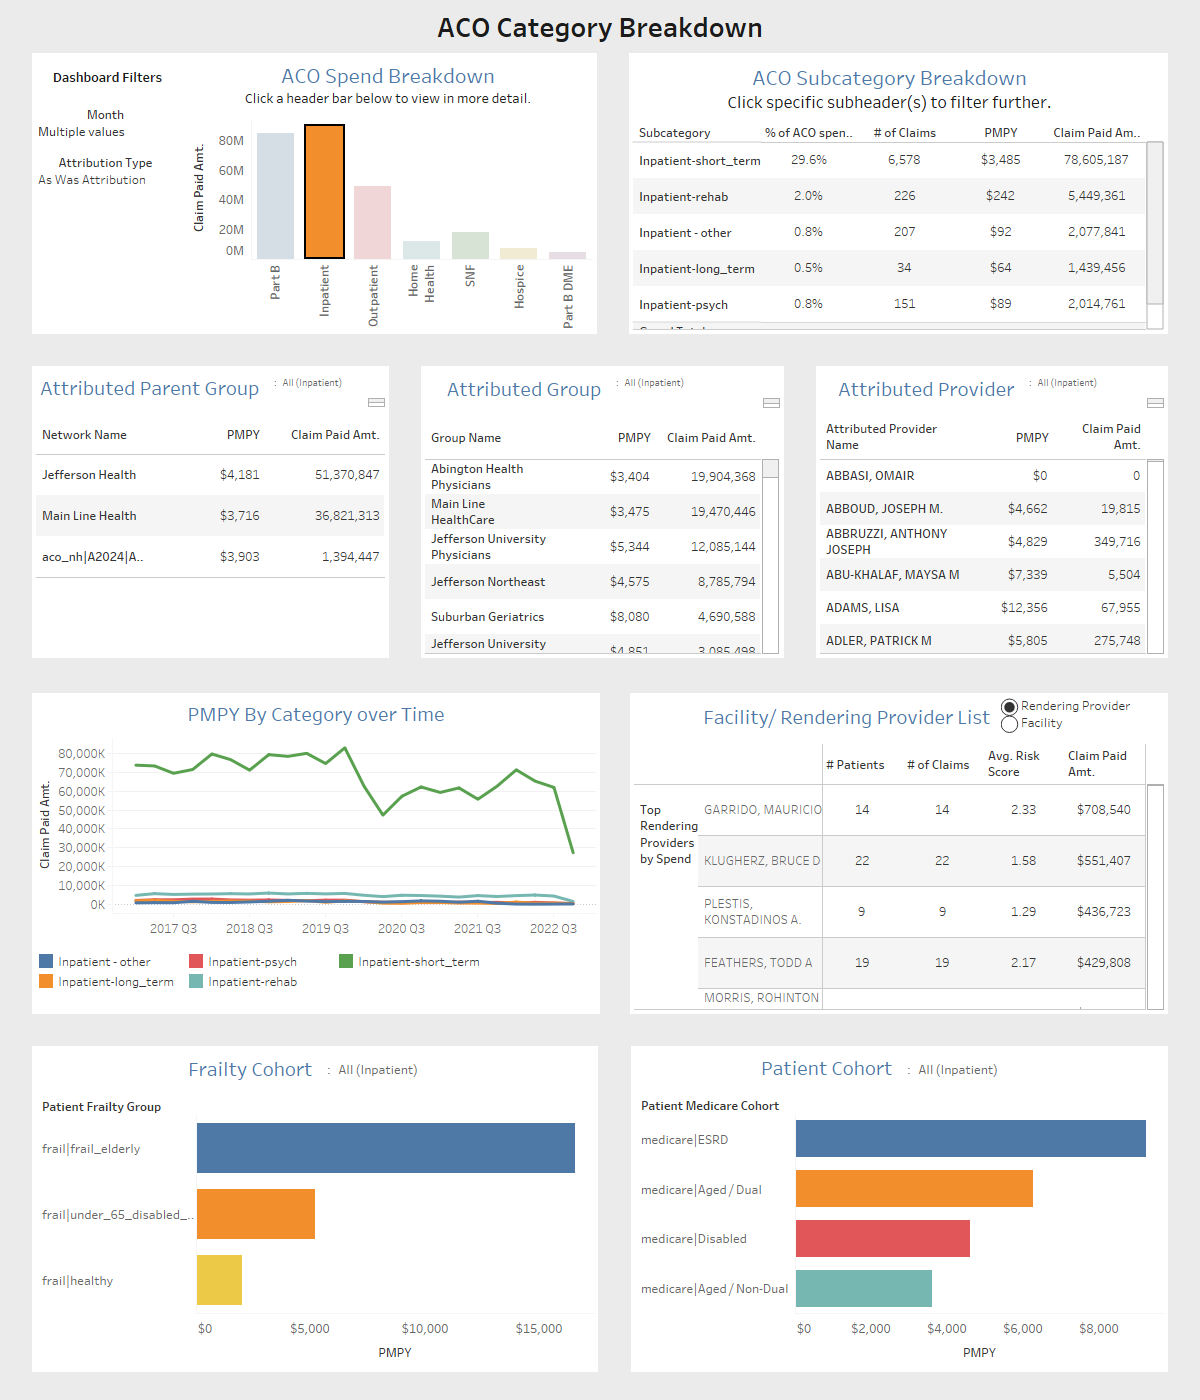 ACO Category Breakdown
Dashboard Filters
Month
Multiple values
Attribution Type
As Was Attribution
ACO Spend Breakdown
Click a header bar below to view in more detail.
Claim Paid Amt.
80M
60M
40M
20M
0M
Part B
Inpatient
Outpatient
Home
Health
SNF
Hospice
Part B DME
ACO Subcategory Breakdown
Click specific subheader(s) to filter further.
Subcategory % of ACO spen.. # of Claims PMPY Claim Paid Am..
Inpatient-short_term 29.6% 6,578 $3,485 78,605,187
Inpatient-rehab 2.0% 226 $242 5,449,361
Inpatient - other 0.8% 207 $92 2,077,841
Inpatient-long_term 0.5% 34 $64 1,439,456
Inpatient-psych 0.8% 151 $89 2,014,761
Attributed Parent Group : All (Inpatient)
Network Name PMPY Claim Paid Amt.
Jefferson Health $4,181 51,370,847
Main Line Health $3,716 36,821,313
aco_nh|A2024|A.. $3,903 1,394,447
Attributed Group : All (Inpatient)
Group Name PMPY Claim Paid Amt.
Abington Health
Physicians $3,404 19,904,368
Main Line
HealthCare $3,475 19,470,446
Jefferson University
Physicians $5,344 12,085,144
Jefferson Northeast $4,575 8,785,794
Suburban Geriatrics $8,080 4,690,588
Jefferson University
$4,851 3,085,498
Attributed Provider : All (Inpatient)
Attributed Provider
Name PMPY Claim Paid
Amt.
ABBASI, OMAIR $0 0
ABBOUD, JOSEPH M. $4,662 19,815
ABBRUZZI, ANTHONY
JOSEPH $4,829 349,716
ABU-KHALAF, MAYSA M $7,339 5,504
ADAMS, LISA $12,356 67,955
ADLER, PATRICK M $5,805 275,748
PMPY By Category over Time
Claim Paid Amt.
80,000K
70,000K
60,000K
50,000K
40,000K
30,000K
20,000K
10,000K
0K
2017 Q3 2018 Q3 2019 Q3 2020 Q3 2021 Q3 2022 Q3
Inpatient - other Inpatient-psych Inpatient-short_term
Inpatient-long_term Inpatient-rehab
Facility/ Rendering Provider List
Rendering Provider
Facility
# Patients # of Claims Avg. Risk
Score Claim Paid
Amt.
Top
Rendering
Providers
by Spend
GARRIDO, MAURICIO 14 14 2.33 $708,540
KLUGHERZ, BRUCE D 22 22 1.58 $551,407
PLESTIS,
KONSTADINOS A. 9 9 1.29 $436,723
FEATHERS, TODD A 19 19 2.17 $429,808
MORRIS, ROHINTON
Frailty Cohort : All (Inpatient)
Patient Frailty Group
frail|frail_elderly
frail|under_65_disabled_..
frail|healthy
$0 $5,000 $10,000 $15,000
PMPY
Patient Cohort : All (Inpatient)
Patient Medicare Cohort
medicare|ESRD
medicare|Aged / Dual
medicare|Disabled
medicare|Aged / Non-Dual
$0 $2,000 $4,000 $6,000 $8,000
PMPY